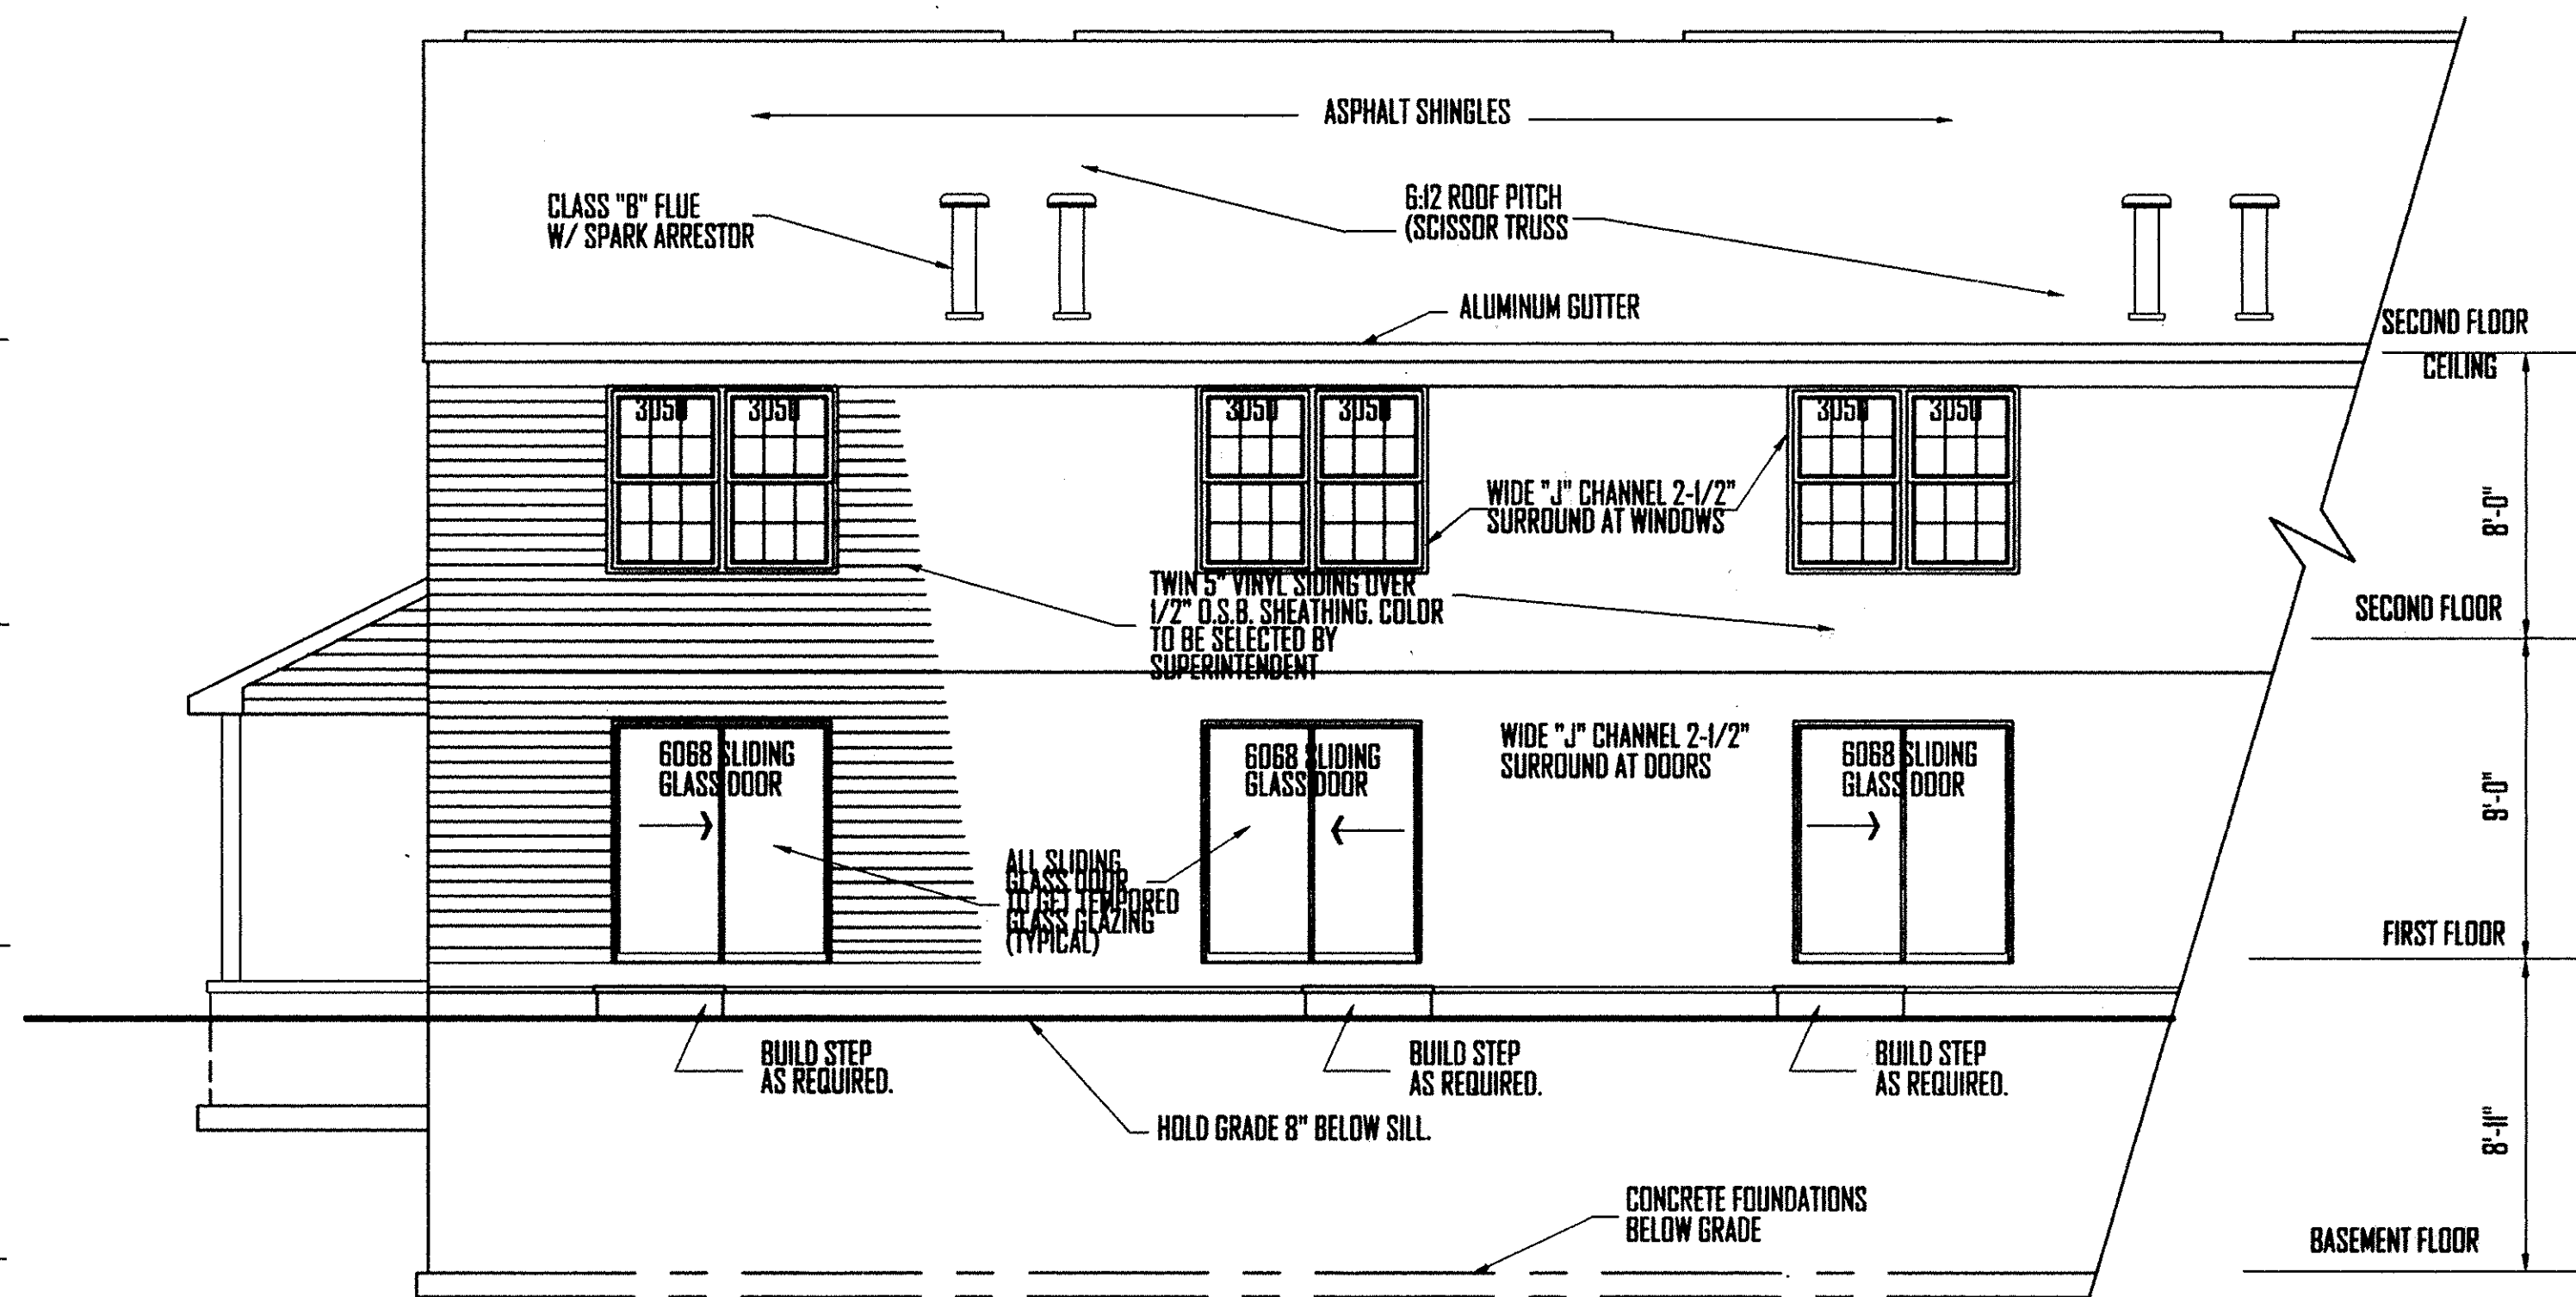 ASPHALT SHINGLES
CLASS "B" FLUE
W/ SPARK ARRESTOR
6:12 ROOF PITCH
(SCISSOR TRUSS
ALUMINUM GUTTER
SECOND FLOOR
CEILING
3050 3050
3050 3050
3050 3050
WIDE "J" CHANNEL 2-1/2"
SURROUND AT WINDOWS
8'-0"
TWIN 5" VINYL SIDING OVER
1/2" O.S.B. SHEATHING. COLOR
TO BE SELECTED BY
SUPERINTENDENT
SECOND FLOOR
6068 SLIDING
GLASS DOOR
6068 SLIDING
GLASS DOOR
WIDE "J" CHANNEL 2-1/2"
SURROUND AT DOORS
6068 SLIDING
GLASS DOOR
9'-0"
ALL SLIDING
GLASS DOOR
TO GET TEMPORED
GLASS GLAZING
(TYPICAL)
FIRST FLOOR
BUILD STEP
AS REQUIRED.
BUILD STEP
AS REQUIRED.
BUILD STEP
AS REQUIRED.
HOLD GRADE 8" BELOW SILL.
8'-11"
CONCRETE FOUNDATIONS
BELOW GRADE
BASEMENT FLOOR